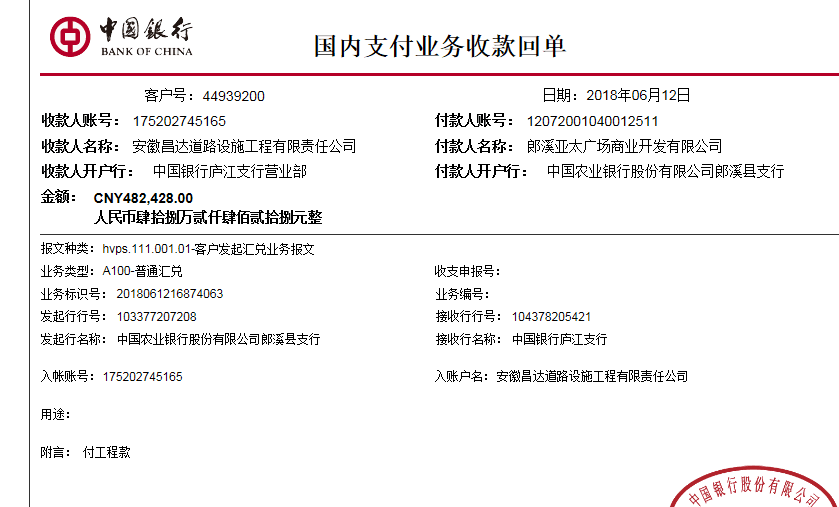 中国银行
BANK OF CHINA
国内支付业务收款回单
客户号：44939200
日期：2018年06月12日
收款人账号：175202745165
付款人账号：12072001040012511
收款人名称：安徽昌达道路设施工程有限责任公司
付款人名称：郎溪亚太广场商业开发有限公司
收款人开户行：中国银行庐江支行营业部
付款人开户行：中国农业银行股份有限公司郎溪县支行
金额：CNY482,428.00
人民币肆拾捌万贰仟肆佰贰拾捌元整
报文种类：hvps.111.001.01-客户发起汇兑业务报文
业务类型：A100-普通汇兑
收支申报号：
业务标识号：2018061216874063
业务编号：
发起行行号：103377207208
接收行行号：104378205421
发起行名称：中国农业银行股份有限公司郎溪县支行
接收行名称：中国银行庐江支行
入帐账号：175202745165
入账户名：安徽昌达道路设施工程有限责任公司
用途：
附言：付工程款
中国银行股份有限公司